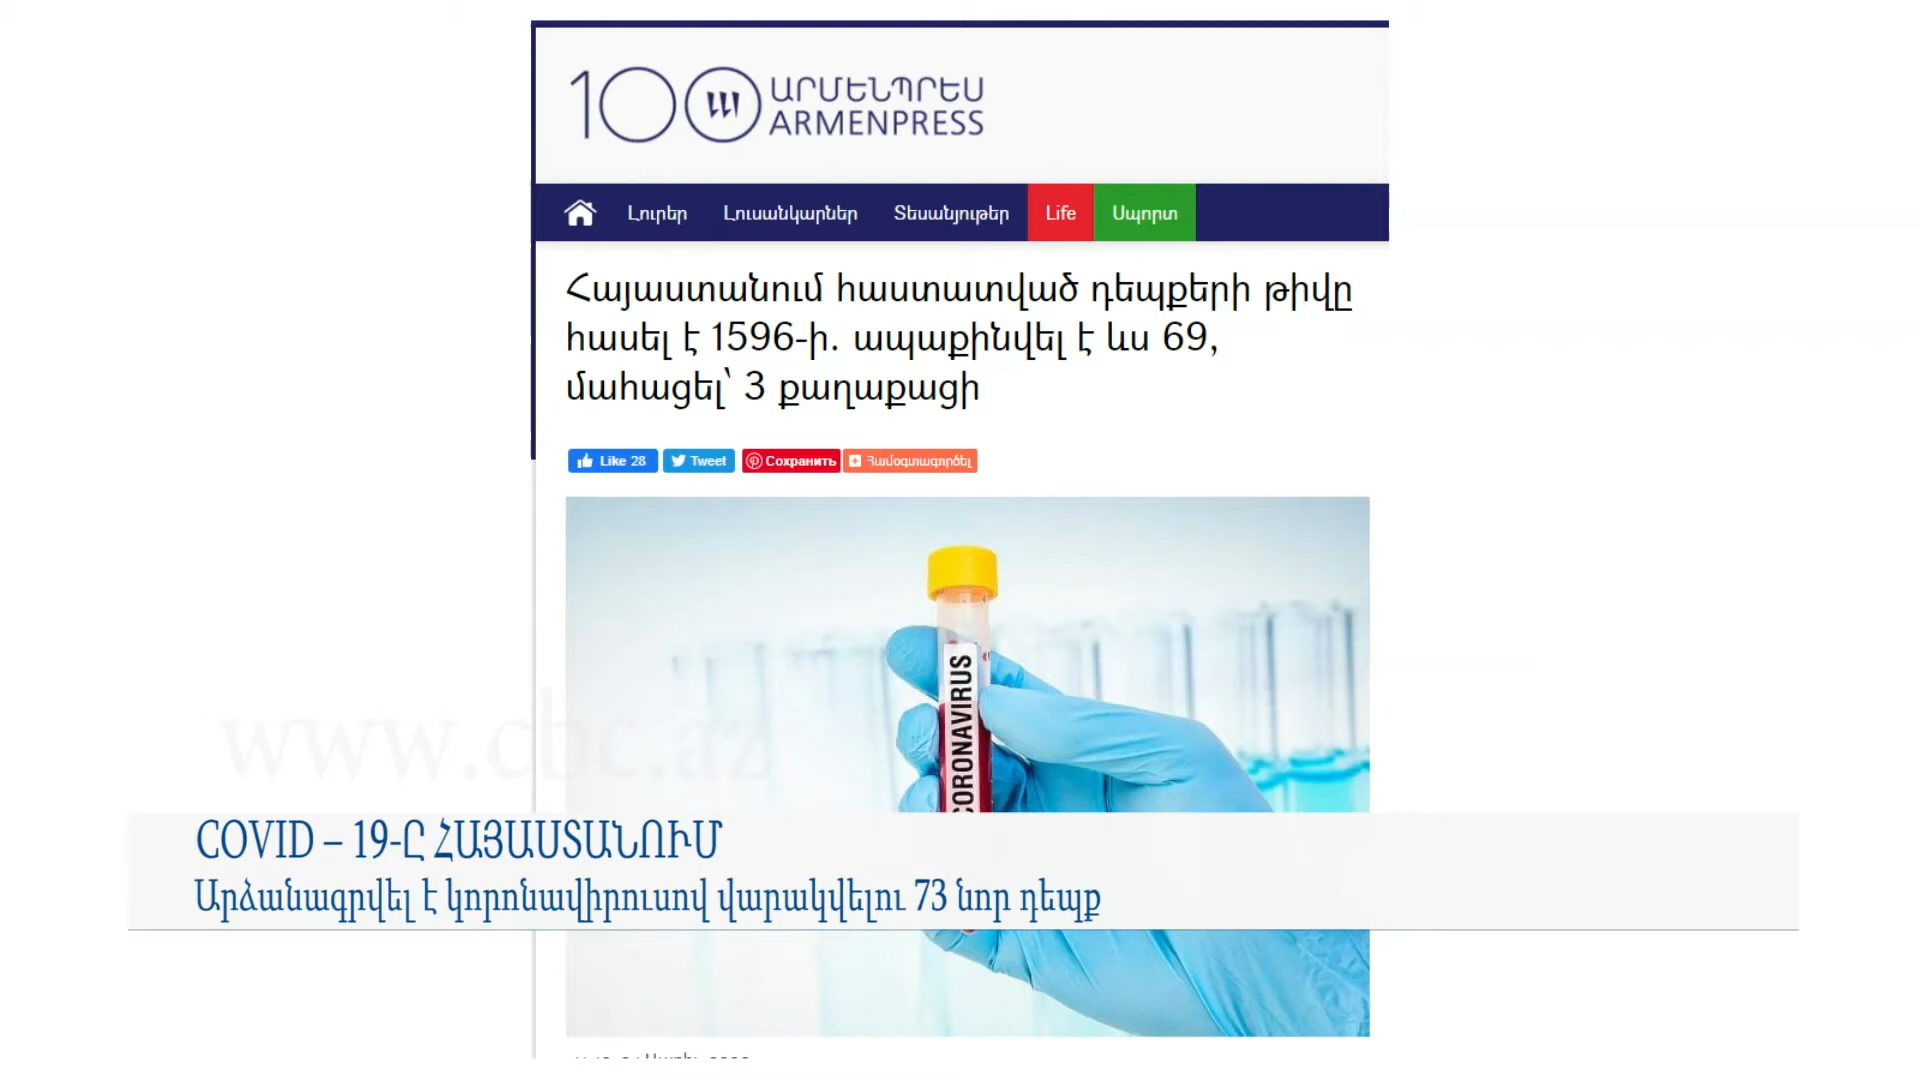 100 ԱՐՄԵՆՊՐԵՍ
ARMENPRESS
Լուրեր Լուսանկարներ Տեսանյութեր Life Սպորտ
Հայաստանում հաստատված դեպքերի թիվը
հասել է 1596-ի. ապաքինվել է ևս 69,
մահացել՝ 3 քաղաքացի
Like 28 Tweet Сохранить Համօգտագործել
CORONAVIRUS
www.cbc.az
COVID – 19-Ը ՀԱՅԱՍՏԱՆՈՒՄ
Արձանագրվել է կորոնավիրուսով վարակվելու 73 նոր դեպք